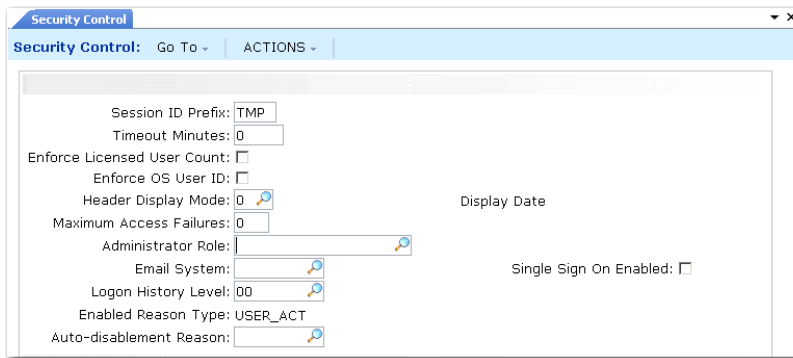 Security Control
Security Control: Go To ACTIONS
Session ID Prefix: TMP
Timeout Minutes: 0
Enforce Licensed User Count:
Enforce OS User ID:
Header Display Mode: 0 Display Date
Maximum Access Failures: 0
Administrator Role:
Email System: Single Sign On Enabled:
Logon History Level: 00
Enabled Reason Type: USER_ACT
Auto-disablement Reason: